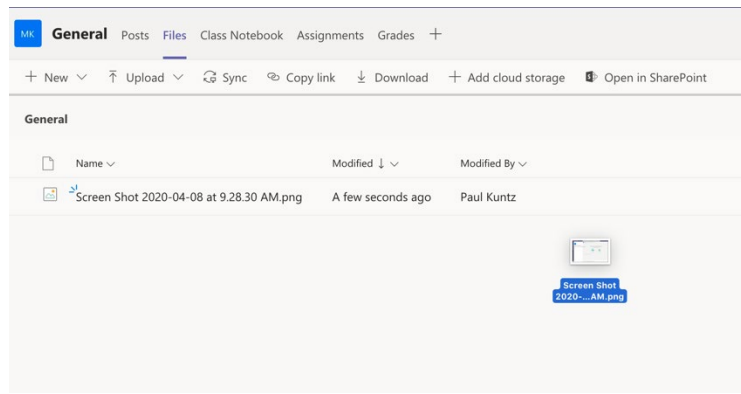 MK General Posts Files Class Notebook Assignments Grades +
+ New Upload Sync Copy link Download + Add cloud storage Open in SharePoint
General
Name Modified ↓ Modified By
Screen Shot 2020-04-08 at 9.28.30 AM.png A few seconds ago Paul Kuntz
Screen Shot
2020-...AM.png